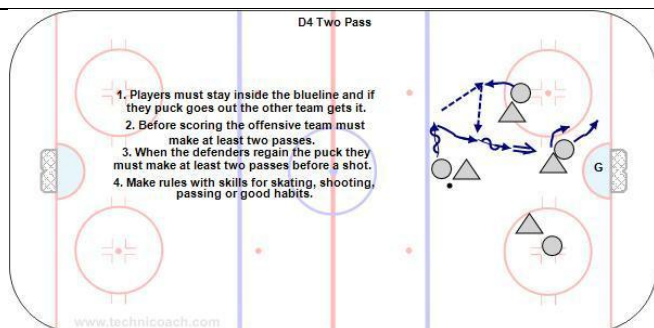 D4 Two Pass
1. Players must stay inside the blueline and if
they puck goes out the other team gets it.
2. Before scoring the offensive team must
make at least two passes.
3. When the defenders regain the puck they
must make at least two passes before a shot.
4. Make rules with skills for skating, shooting,
passing or good habits.
G
www.technicoach.com